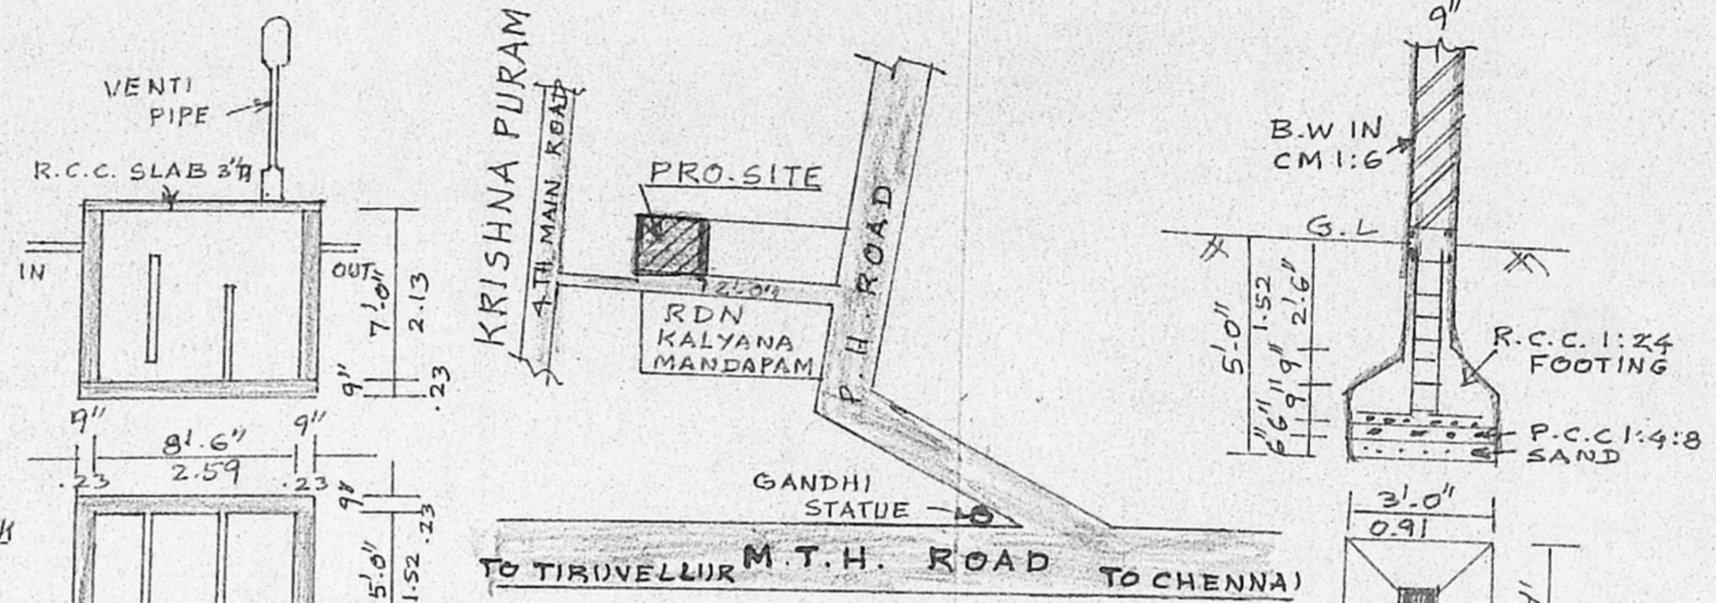 VENTI
PIPE
R.C.C. SLAB 3"
IN
OUT
7'-0"
2.13
9"
.23
9"
9"
8'-6"
2.59
.23
.23
9"
.23
5'-0"
1.52
KRISHNA PURAM
4TH MAIN ROAD
PRO.SITE
P.H. ROAD
RDN
KALYANA
MANDAPAM
GANDHI
STATUE
M.T.H. ROAD
TO TIRUVELLUR
TO CHENNAI
9"
B.W IN
CM 1:6
G.L
5'-0"
1.52
2'-6"
9"
9"
6"
6"
R.C.C. 1:24
FOOTING
P.C.C 1:4:8
SAND
3'-0"
0.91